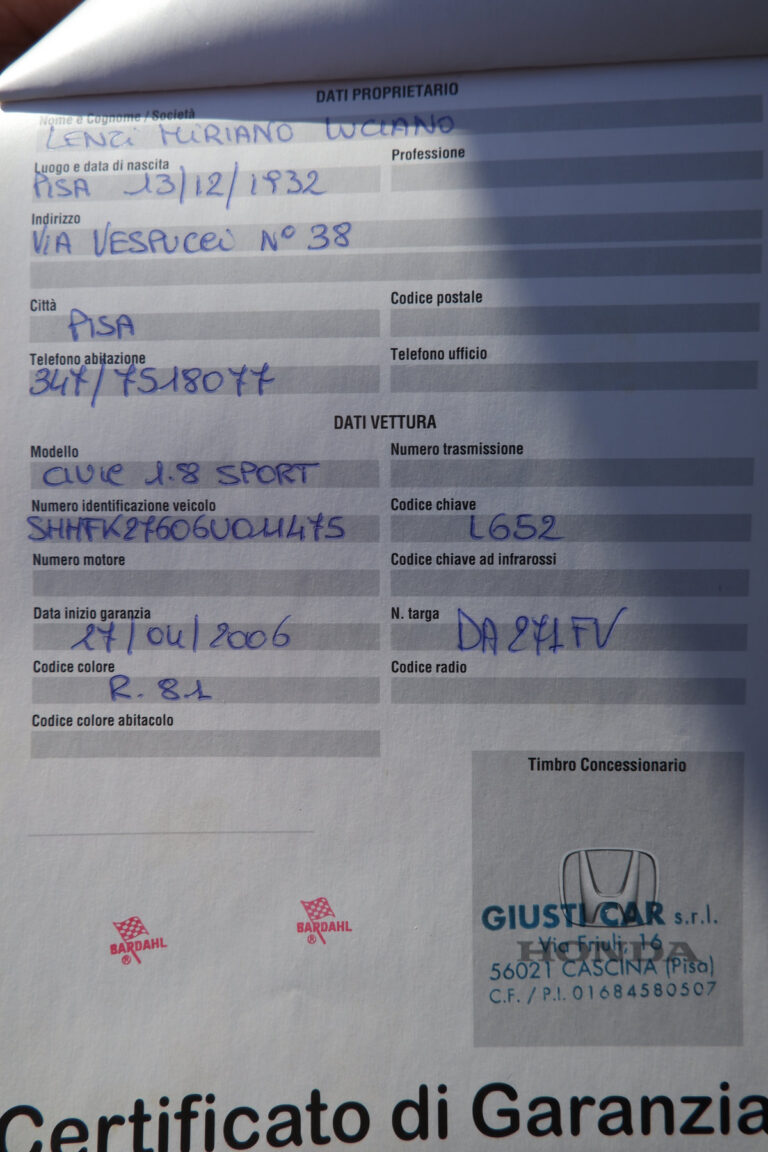 DATI PROPRIETARIO
Nome e Cognome / Società
LENZI MIRIANO LUCIANO
Luogo e data di nascita
PISA 13/12/1932
Professione
Indirizzo
VIA VESPUCCI N° 38
Città
PISA
Codice postale
Telefono abitazione
347/7518077
Telefono ufficio
DATI VETTURA
Modello
CIVIC 1.8 SPORT
Numero trasmissione
Numero identificazione veicolo
SHHFK27606U011475
Codice chiave
L652
Numero motore
Codice chiave ad infrarossi
Data inizio garanzia
27/04/2006
N. targa
DA 271 FV
Codice colore
R. 81
Codice radio
Codice colore abitacolo
Timbro Concessionario
GIUSTI CAR s.r.l.
Via Friuli, 16
HONDA
56021 CASCINA (Pisa)
C.F. / P.I. 01684580507
BARDAHL
®
BARDAHL
®
Certificato di Garanzia